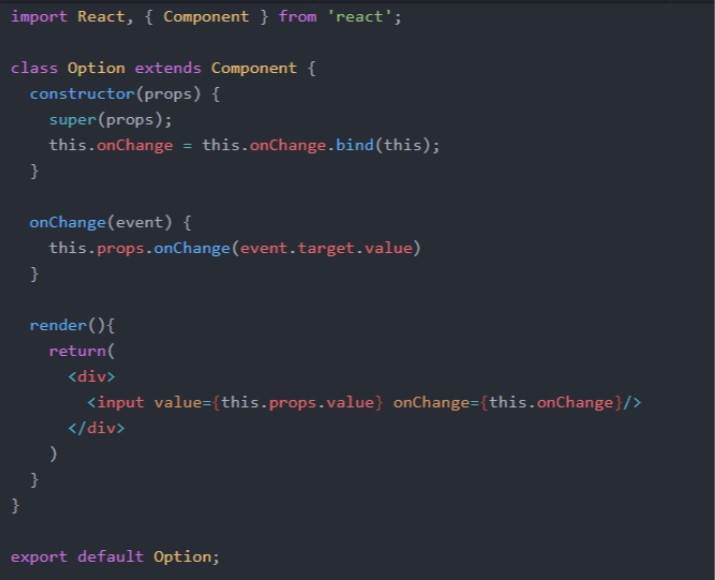 import React, { Component } from 'react';
class Option extends Component {
constructor(props) {
super(props);
this.onChange = this.onChange.bind(this);
}
onChange(event) {
this.props.onChange(event.target.value)
}
render(){
return(
<div>
<input value={this.props.value} onChange={this.onChange}/>
</div>
)
}
}
export default Option;